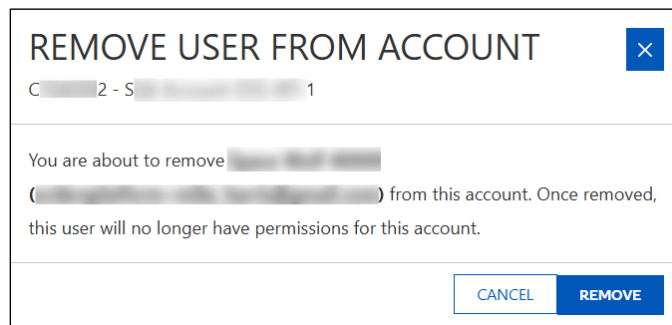 REMOVE USER FROM ACCOUNT
C 2 - S 1
You are about to remove
( ) from this account. Once removed,
this user will no longer have permissions for this account.
CANCEL REMOVE